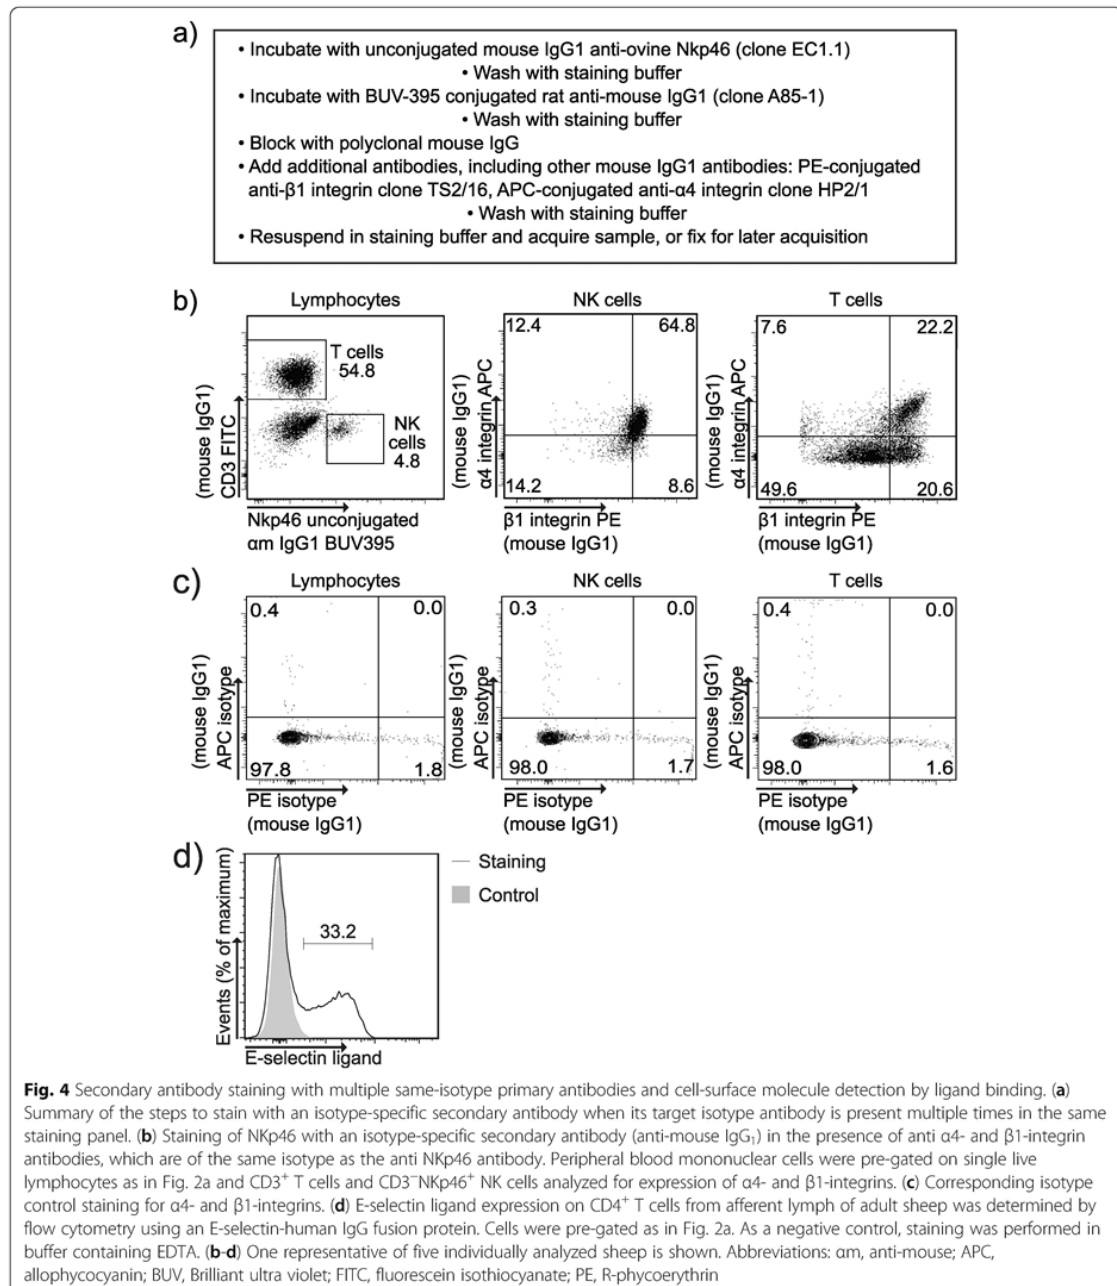 a)
• Incubate with unconjugated mouse IgG1 anti-ovine Nkp46 (clone EC1.1)
• Wash with staining buffer
• Incubate with BUV-395 conjugated rat anti-mouse IgG1 (clone A85-1)
• Wash with staining buffer
• Block with polyclonal mouse IgG
• Add additional antibodies, including other mouse IgG1 antibodies: PE-conjugated
anti-β1 integrin clone TS2/16, APC-conjugated anti-α4 integrin clone HP2/1
• Wash with staining buffer
• Resuspend in staining buffer and acquire sample, or fix for later acquisition
b)
Lymphocytes
(mouse IgG1)
CD3 FITC
T cells
54.8
NK
cells
4.8
Nkp46 unconjugated
αm IgG1 BUV395
NK cells
(mouse IgG1)
α4 integrin APC
12.4
64.8
14.2
8.6
β1 integrin PE
(mouse IgG1)
T cells
(mouse IgG1)
α4 integrin APC
7.6
22.2
49.6
20.6
β1 integrin PE
(mouse IgG1)
c)
Lymphocytes
(mouse IgG1)
APC isotype
0.4
0.0
97.8
1.8
PE isotype
(mouse IgG1)
NK cells
(mouse IgG1)
APC isotype
0.3
0.0
98.0
1.7
PE isotype
(mouse IgG1)
T cells
(mouse IgG1)
APC isotype
0.4
0.0
98.0
1.6
PE isotype
(mouse IgG1)
d)
Events (% of maximum)
33.2
E-selectin ligand
Staining
Control
Fig. 4 Secondary antibody staining with multiple same-isotype primary antibodies and cell-surface molecule detection by ligand binding. (a)
Summary of the steps to stain with an isotype-specific secondary antibody when its target isotype antibody is present multiple times in the same
staining panel. (b) Staining of NKp46 with an isotype-specific secondary antibody (anti-mouse IgG₁) in the presence of anti α4- and β1-integrin
antibodies, which are of the same isotype as the anti NKp46 antibody. Peripheral blood mononuclear cells were pre-gated on single live
lymphocytes as in Fig. 2a and CD3⁺ T cells and CD3⁻NKp46⁺ NK cells analyzed for expression of α4- and β1-integrins. (c) Corresponding isotype
control staining for α4- and β1-integrins. (d) E-selectin ligand expression on CD4⁺ T cells from afferent lymph of adult sheep was determined by
flow cytometry using an E-selectin-human IgG fusion protein. Cells were pre-gated as in Fig. 2a. As a negative control, staining was performed in
buffer containing EDTA. (b-d) One representative of five individually analyzed sheep is shown. Abbreviations: αm, anti-mouse; APC,
allophycocyanin; BUV, Brilliant ultra violet; FITC, fluorescein isothiocyanate; PE, R-phycoerythrin